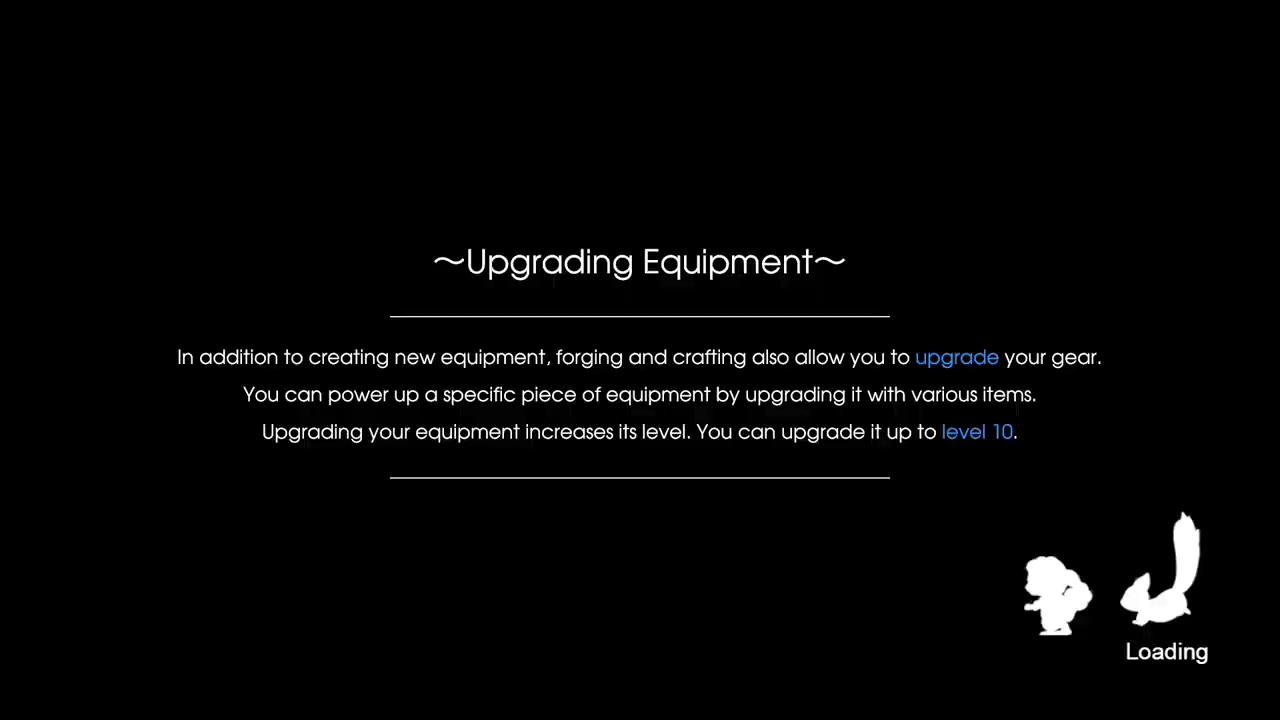 ～Upgrading Equipment～
In addition to creating new equipment, forging and crafting also allow you to upgrade your gear.
You can power up a specific piece of equipment by upgrading it with various items.
Upgrading your equipment increases its level. You can upgrade it up to level 10.
Loading